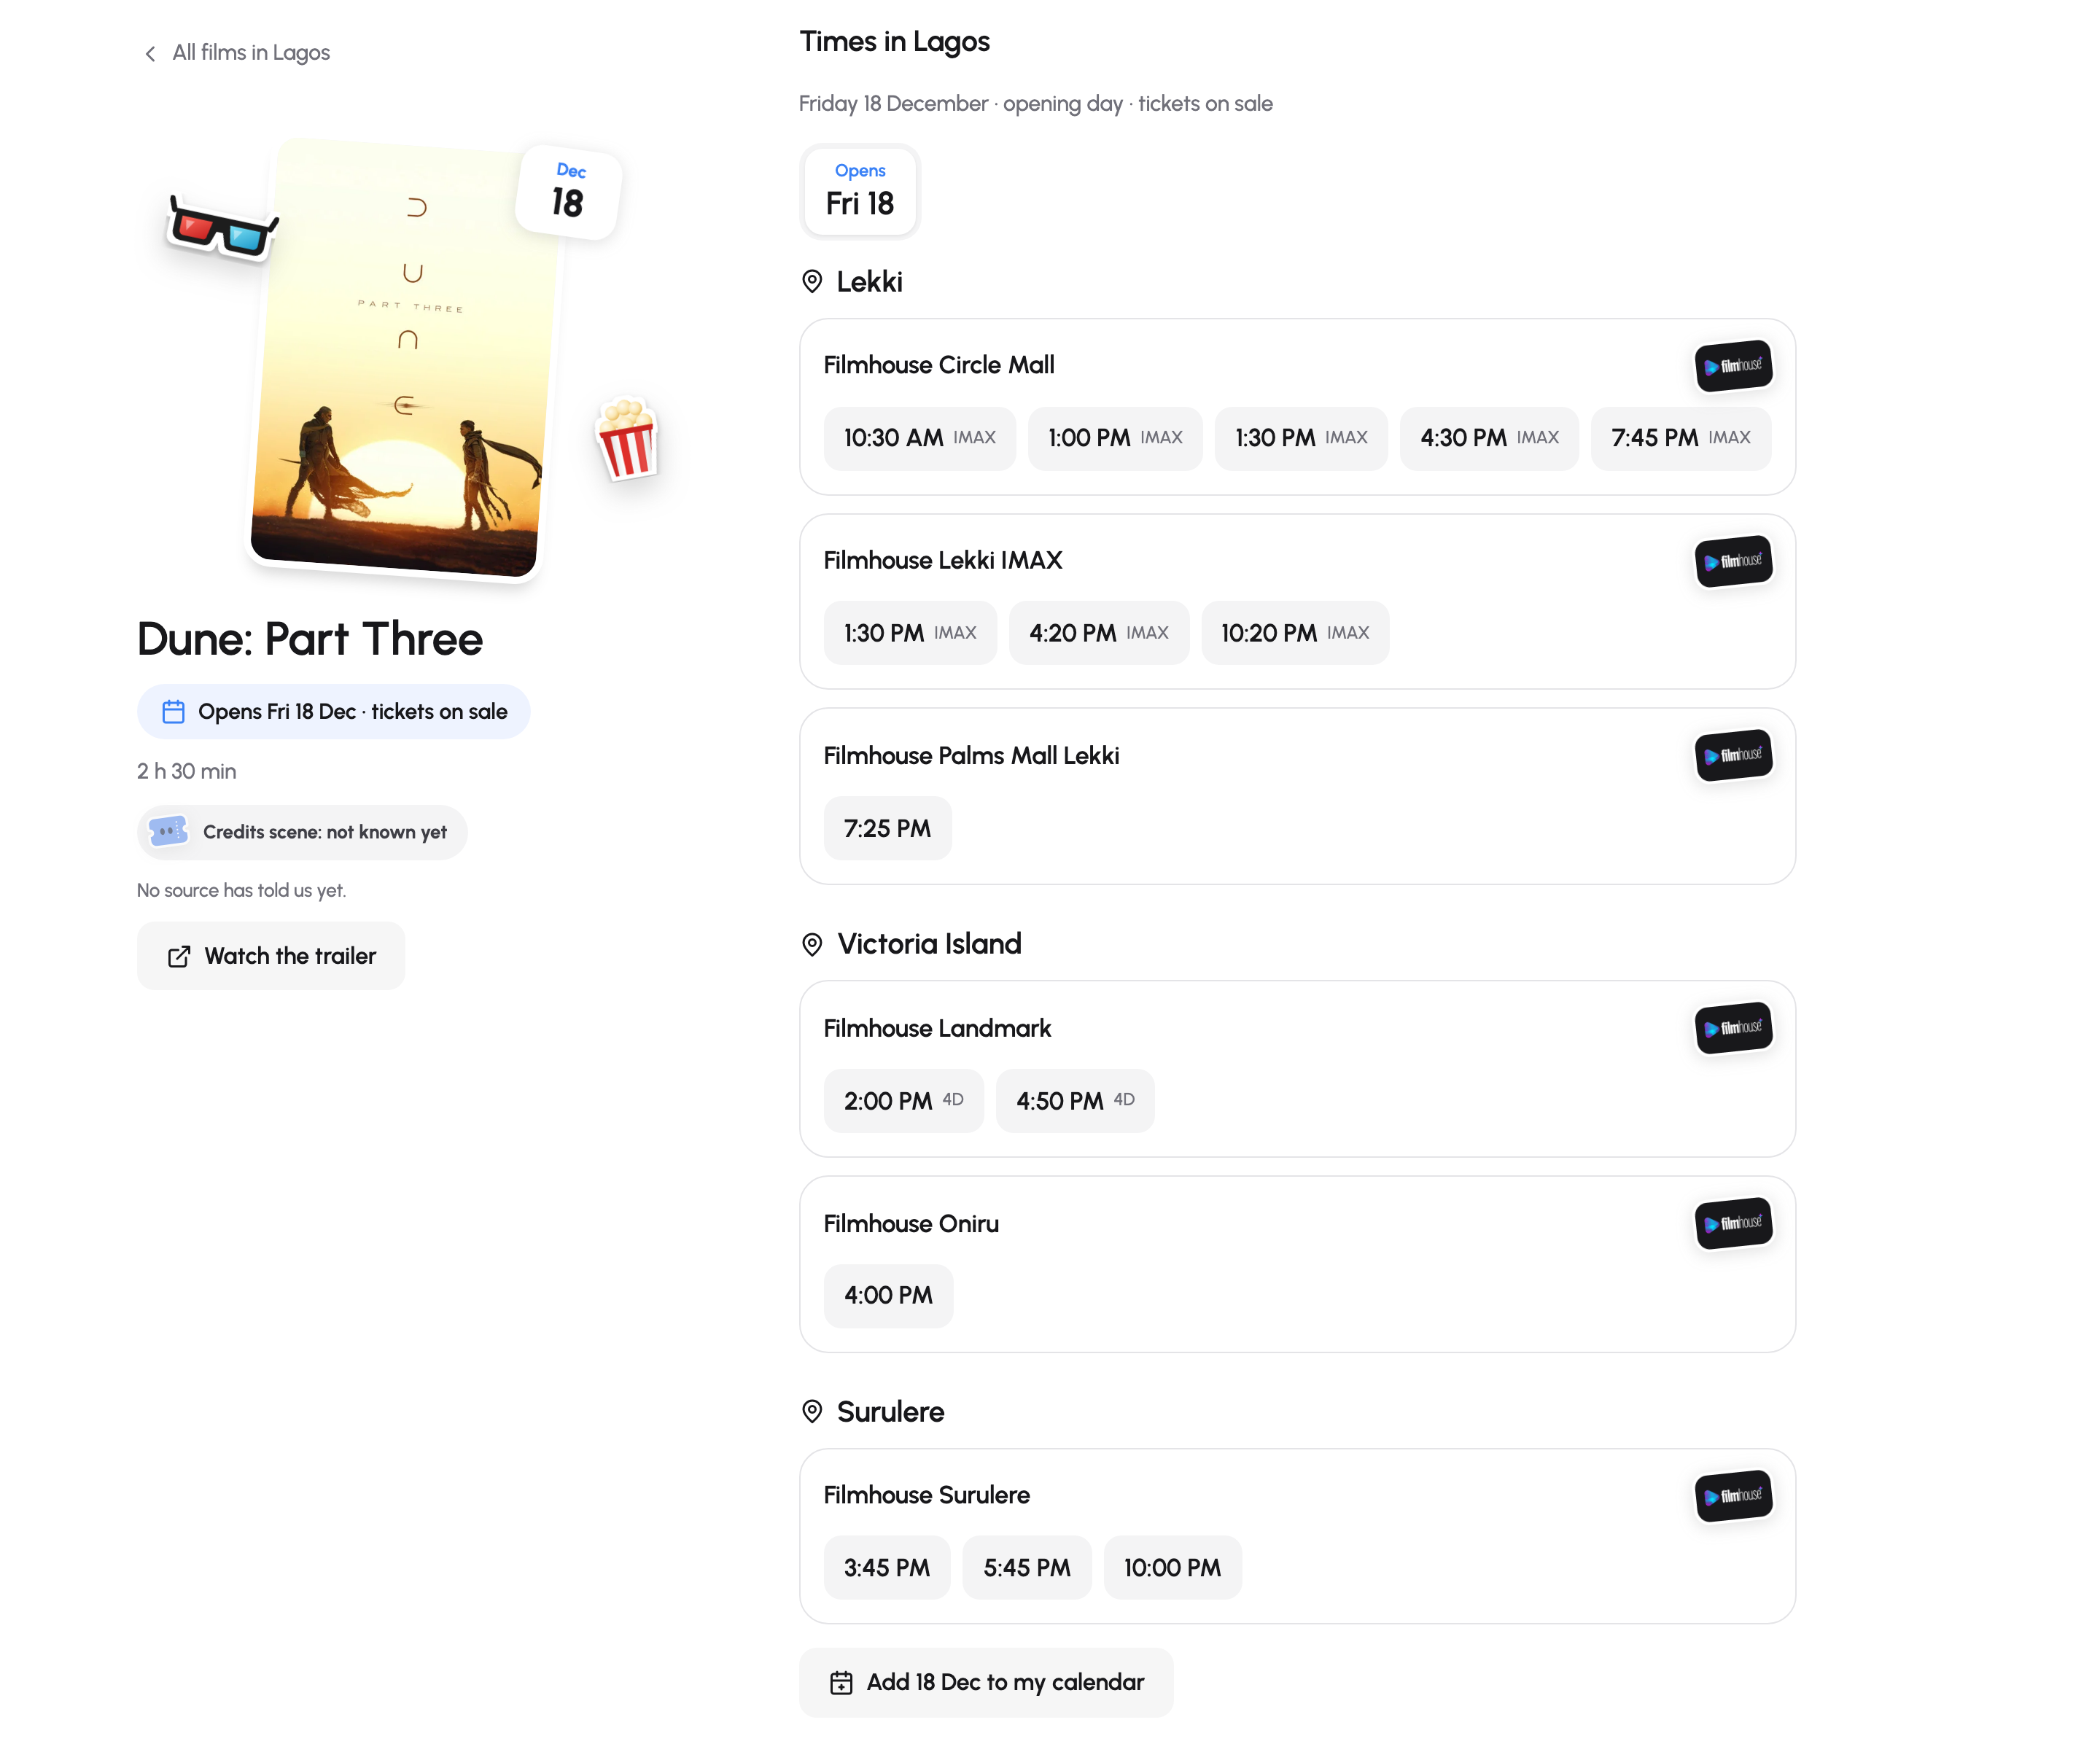 All films in Lagos
Dec
18
PART THREE
Dune: Part Three
Opens Fri 18 Dec · tickets on sale
2 h 30 min
Credits scene: not known yet
No source has told us yet.
Watch the trailer
Times in Lagos
Friday 18 December · opening day · tickets on sale
Opens
Fri 18
Lekki
Filmhouse Circle Mall
filmhouse
10:30 AM IMAX 1:00 PM IMAX 1:30 PM IMAX 4:30 PM IMAX 7:45 PM IMAX
Filmhouse Lekki IMAX
filmhouse
1:30 PM IMAX 4:20 PM IMAX 10:20 PM IMAX
Filmhouse Palms Mall Lekki
filmhouse
7:25 PM
Victoria Island
Filmhouse Landmark
filmhouse
2:00 PM 4D 4:50 PM 4D
Filmhouse Oniru
filmhouse
4:00 PM
Surulere
Filmhouse Surulere
filmhouse
3:45 PM 5:45 PM 10:00 PM
Add 18 Dec to my calendar